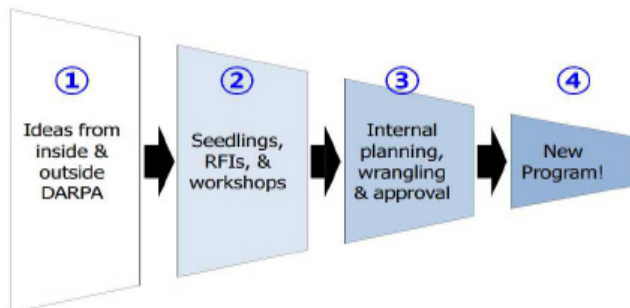 ①
Ideas from
inside &
outside
DARPA
②
Seedlings,
RFIs, &
workshops
③
Internal
planning,
wrangling
& approval
④
New
Program!